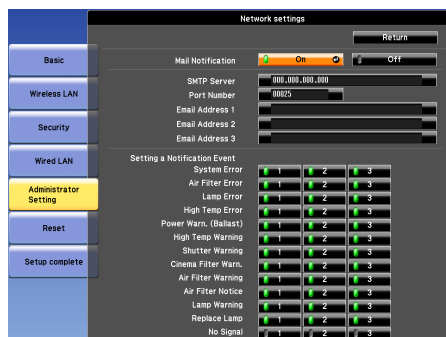 Network settings
Return
Basic
Wireless LAN
Security
Wired LAN
Administrator
Setting
Reset
Setup complete
Mail Notification On Off
SMTP Server 000.000.000.000
Port Number 00025
Email Address 1
Email Address 2
Email Address 3
Setting a Notification Event
System Error 1 2 3
Air Filter Error 1 2 3
Lamp Error 1 2 3
High Temp Error 1 2 3
Power Warn. (Ballast) 1 2 3
High Temp Warning 1 2 3
Shutter Warning 1 2 3
Cinema Filter Warn. 1 2 3
Air Filter Warning 1 2 3
Air Filter Notice 1 2 3
Lamp Warning 1 2 3
Replace Lamp 1 2 3
No Signal 1 2 3